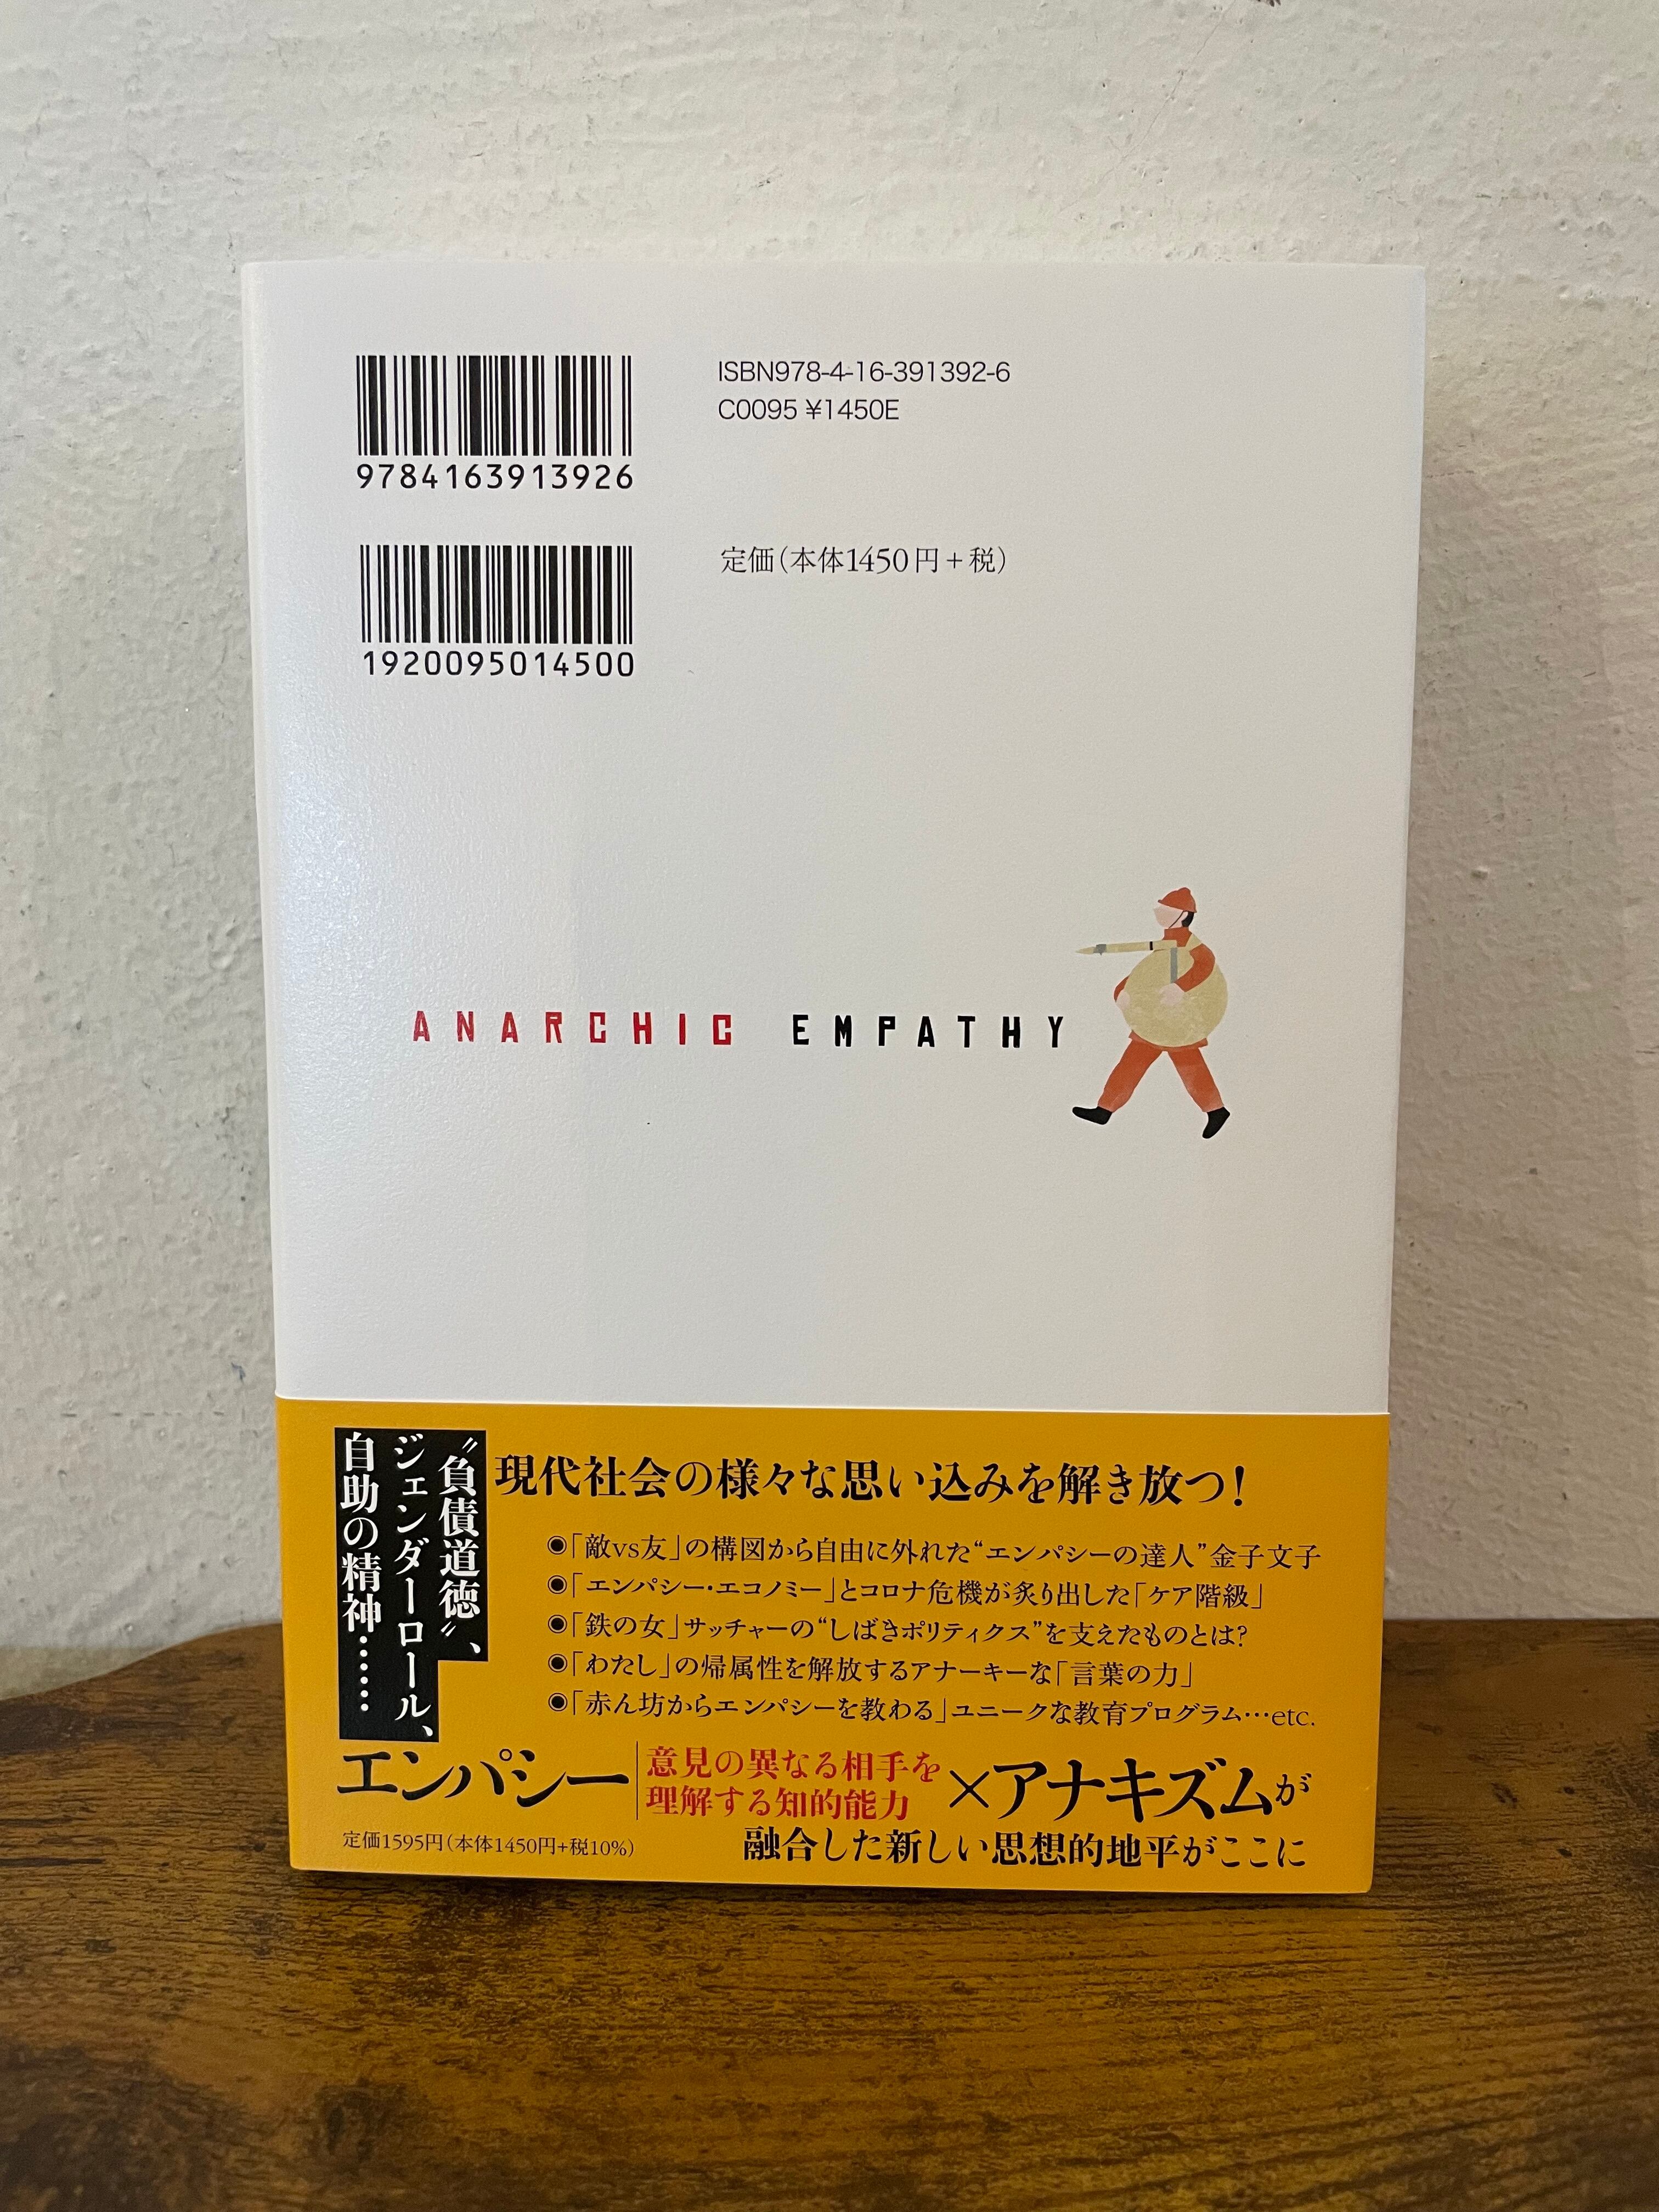 9784163913926
ISBN978-4-16-391392-6
C0095 ¥1450E
1920095014500
定価（本体1450円＋税）
ANARCHIC EMPATHY
〝負債道徳〟、
ジェンダーロール、
自助の精神……
現代社会の様々な思い込みを解き放つ！
◉「敵vs友」の構図から自由に外れた“エンパシーの達人”金子文子
◉「エンパシー・エコノミー」とコロナ危機が炙り出した「ケア階級」
◉「鉄の女」サッチャーの“しばきポリティクス”を支えたものとは?
◉「わたし」の帰属性を解放するアナーキーな「言葉の力」
◉「赤ん坊からエンパシーを教わる」ユニークな教育プログラム…etc.
エンパシー
意見の異なる相手を
理解する知的能力
×アナキズムが
融合した新しい思想的地平がここに
定価1595円（本体1450円+税10%）